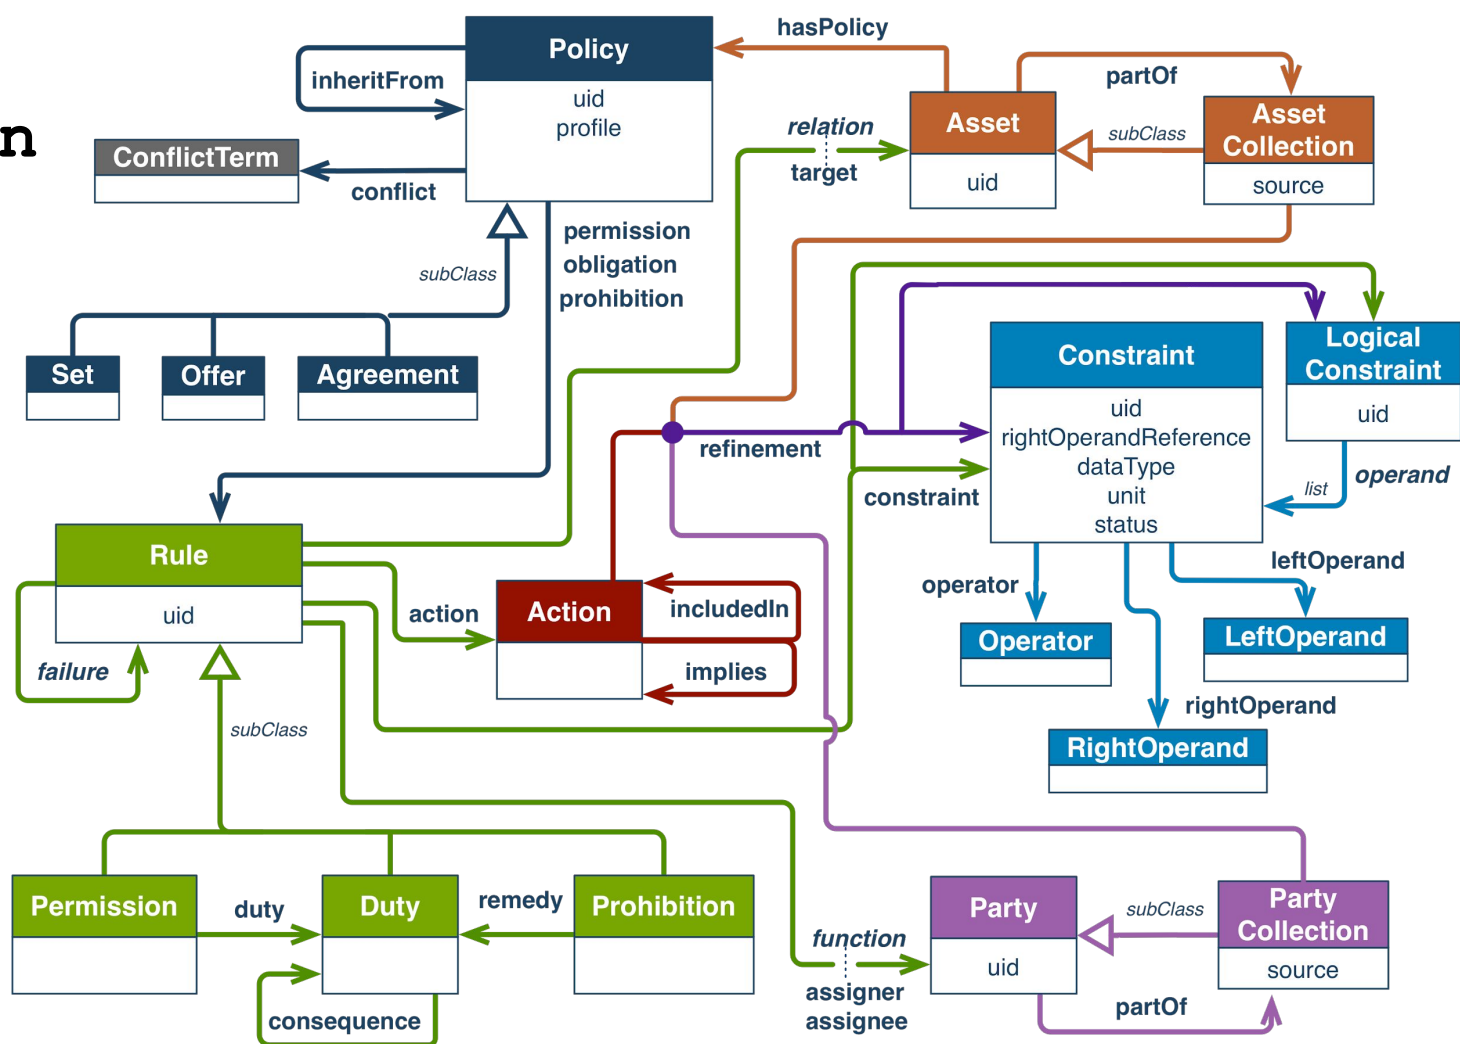 n
Policy
uid
profile
inheritFrom
ConflictTerm
conflict
hasPolicy
partOf
Asset
uid
subClass
Asset
Collection
source
relation
target
permission
obligation
prohibition
subClass
Set
Offer
Agreement
Constraint
uid
rightOperandReference
dataType
unit
status
Logical
Constraint
uid
refinement
constraint
list
operand
Rule
uid
failure
action
Action
includedIn
implies
operator
Operator
leftOperand
LeftOperand
rightOperand
RightOperand
subClass
Permission
duty
Duty
remedy
Prohibition
consequence
function
assigner
assignee
Party
uid
subClass
Party
Collection
source
partOf